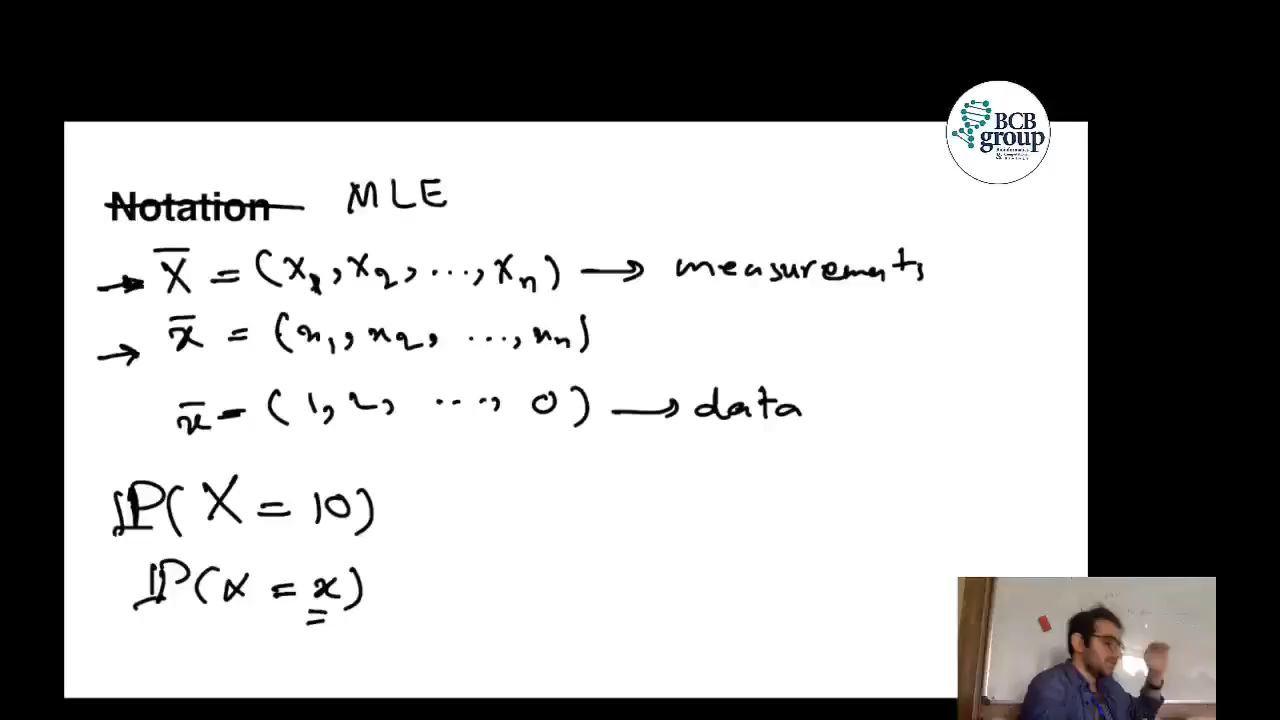 BCB
group
Notation MLE
→ X̅ = (X₁, X₂, ..., Xₙ) → measurements
→ x̅ = (x₁, x₂, ..., xₙ)
x̅ = (1, 2, ..., 0) → data
ℙ(X = 10)
ℙ(X = x)